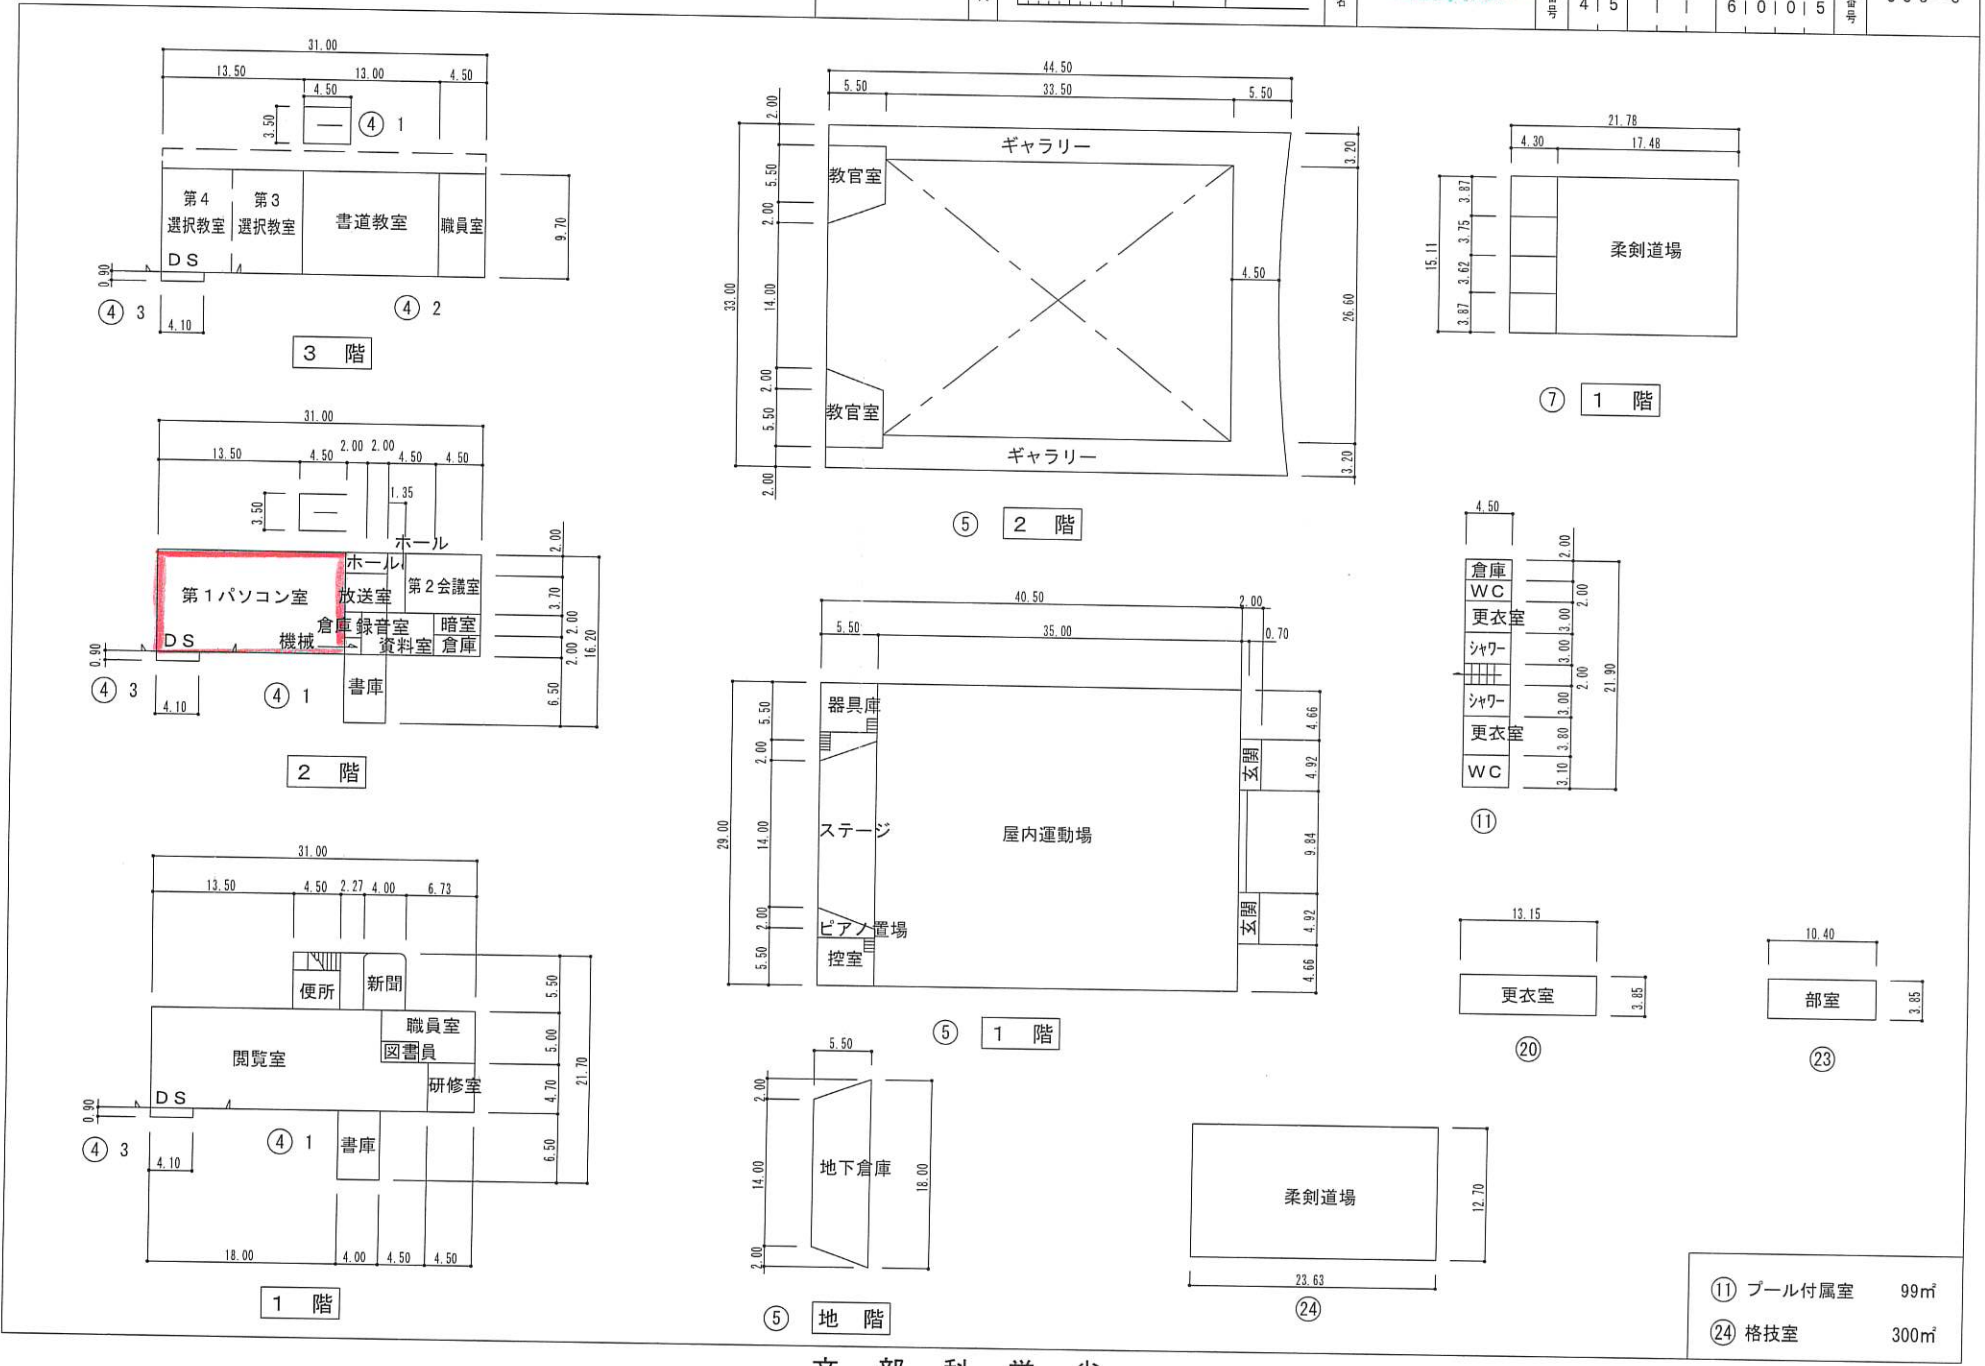 号 4 5 6 0 0 5 番号
31.00
13.50 13.00 4.50
4.50
3.50
④ 1
第4選択教室
第3選択教室
書道教室
職員室
9.70
DS
0.90
④ 3
4.10
④ 2
3 階
31.00
13.50 4.50 2.00 2.00 4.50 4.50
1.35
3.50
ホール
ホール
第1パソコン室
放送室
第2会議室
倉庫
録音室
暗室
DS
機械
資料室
倉庫
書庫
2.00
3.70
2.00
2.00
16.20
6.50
0.90
④ 3
4.10
④ 1
2 階
31.00
13.50 4.50 2.27 4.00 6.73
便所
新聞
職員室
図書員
閲覧室
研修室
DS
書庫
5.50
5.00
4.70
21.70
6.50
0.90
④ 3
4.10
④ 1
18.00 4.00 4.50 4.50
1 階
44.50
5.50 33.50 5.50
2.00
5.50
2.00
33.00
14.00
2.00
5.50
2.00
ギャラリー
教官室
4.50
教官室
ギャラリー
3.20
26.60
3.20
⑤ 2 階
40.50 2.00
5.50 35.00 0.70
5.50
2.00
29.00
14.00
2.00
5.50
器具庫
ステージ
屋内運動場
ピアノ置場
控室
玄関
玄関
4.66
4.92
9.84
4.92
4.66
⑤ 1 階
5.50
2.00
14.00
2.00
地下倉庫
18.00
⑤ 地 階
21.78
4.30 17.48
3.87
3.75
15.11
3.62
3.87
柔剣道場
⑦ 1 階
4.50
倉庫
WC
更衣室
シャワー
シャワー
更衣室
WC
2.00
2.00
3.00
3.00
2.00
3.00
3.80
3.10
21.90
⑪
13.15
更衣室
3.85
⑳
10.40
部室
3.85
㉓
柔剣道場
12.70
23.63
㉔
⑪ プール付属室 99㎡
㉔ 格技室 300㎡